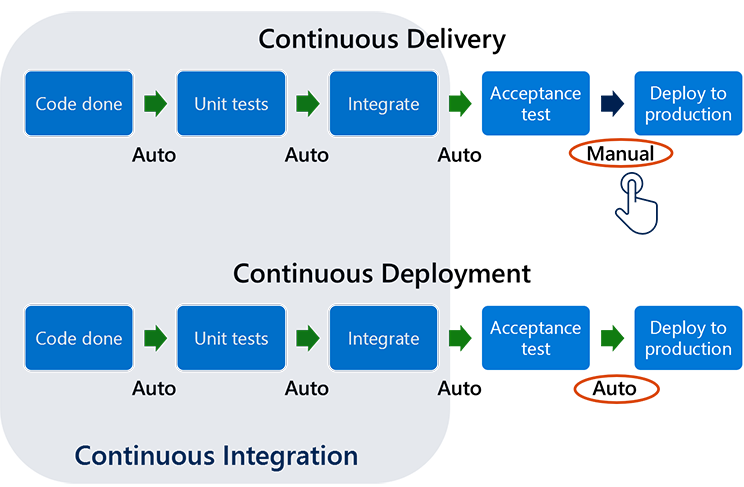 Continuous Delivery
Code done
Unit tests
Integrate
Acceptance
test
Deploy to
production
Auto
Auto
Auto
Manual
Continuous Deployment
Code done
Unit tests
Integrate
Acceptance
test
Deploy to
production
Auto
Auto
Auto
Auto
Continuous Integration